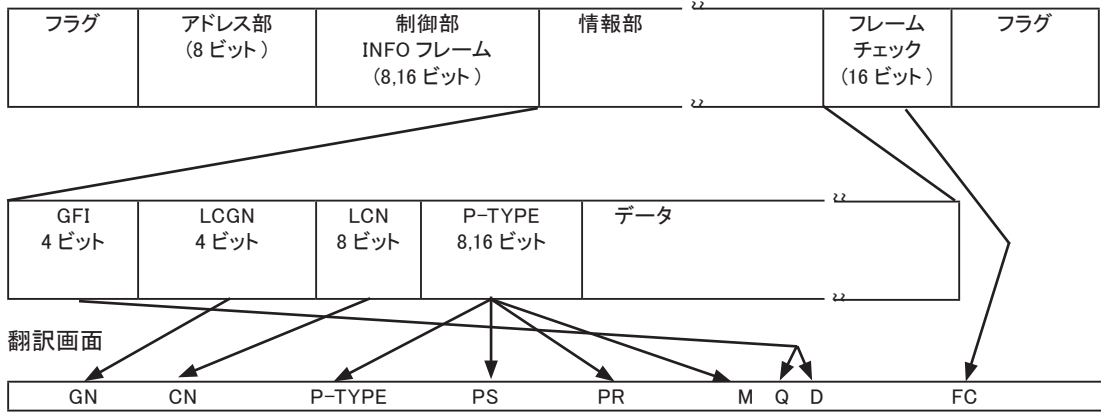 フラグ
アドレス部
(8 ビット )
制御部
INFO フレーム
(8,16 ビット )
情報部
フレーム
チェック
(16 ビット )
フラグ
GFI
4 ビット
LCGN
4 ビット
LCN
8 ビット
P-TYPE
8,16 ビット
データ
翻訳画面
GN CN P-TYPE PS PR M Q D FC